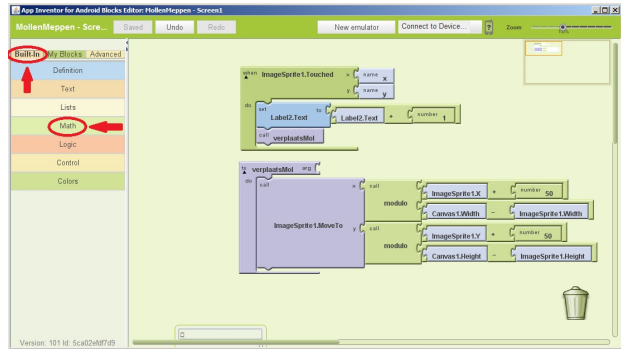 App Inventor for Android Blocks Editor: MollenMeppen - Screen1
MollenMeppen - Scre... Saved Undo Redo New emulator Connect to Device... ? Zoom
Built-In My Blocks Advanced
Definition
Text
Lists
Math
Logic
Control
Colors
when ImageSprite1.Touched x name x
y name y
do set Label2.Text to Label2.Text + number 1
call verplaatsMol
to verplaatsMol arg
do call ImageSprite1.MoveTo
x call modulo ImageSprite1.X + number 50
Canvas1.Width - ImageSprite1.Width
y call modulo ImageSprite1.Y + number 50
Canvas1.Height - ImageSprite1.Height
Version: 101 Id: 5ca02efdf7d9